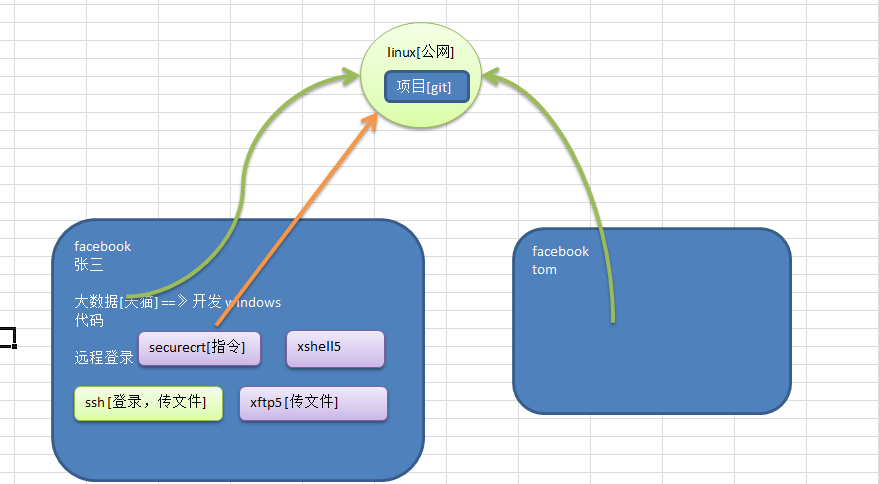 linux[公网]
项目[git]
facebook
张三
大数据[天猫]==》开发 windows
代码
远程登录
securecrt[指令]
xshell5
ssh[登录，传文件]
xftp5[传文件]
facebook
tom